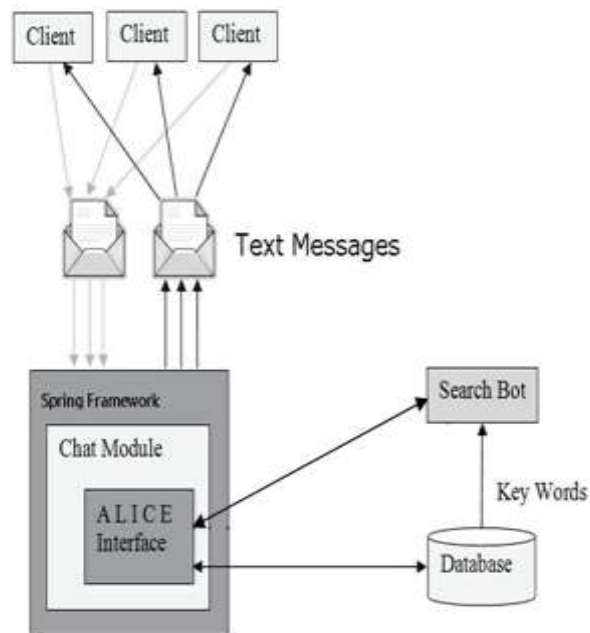 Client
Client
Client
Text Messages
Spring Framework
Chat Module
A L I C E
Interface
Search Bot
Key Words
Database